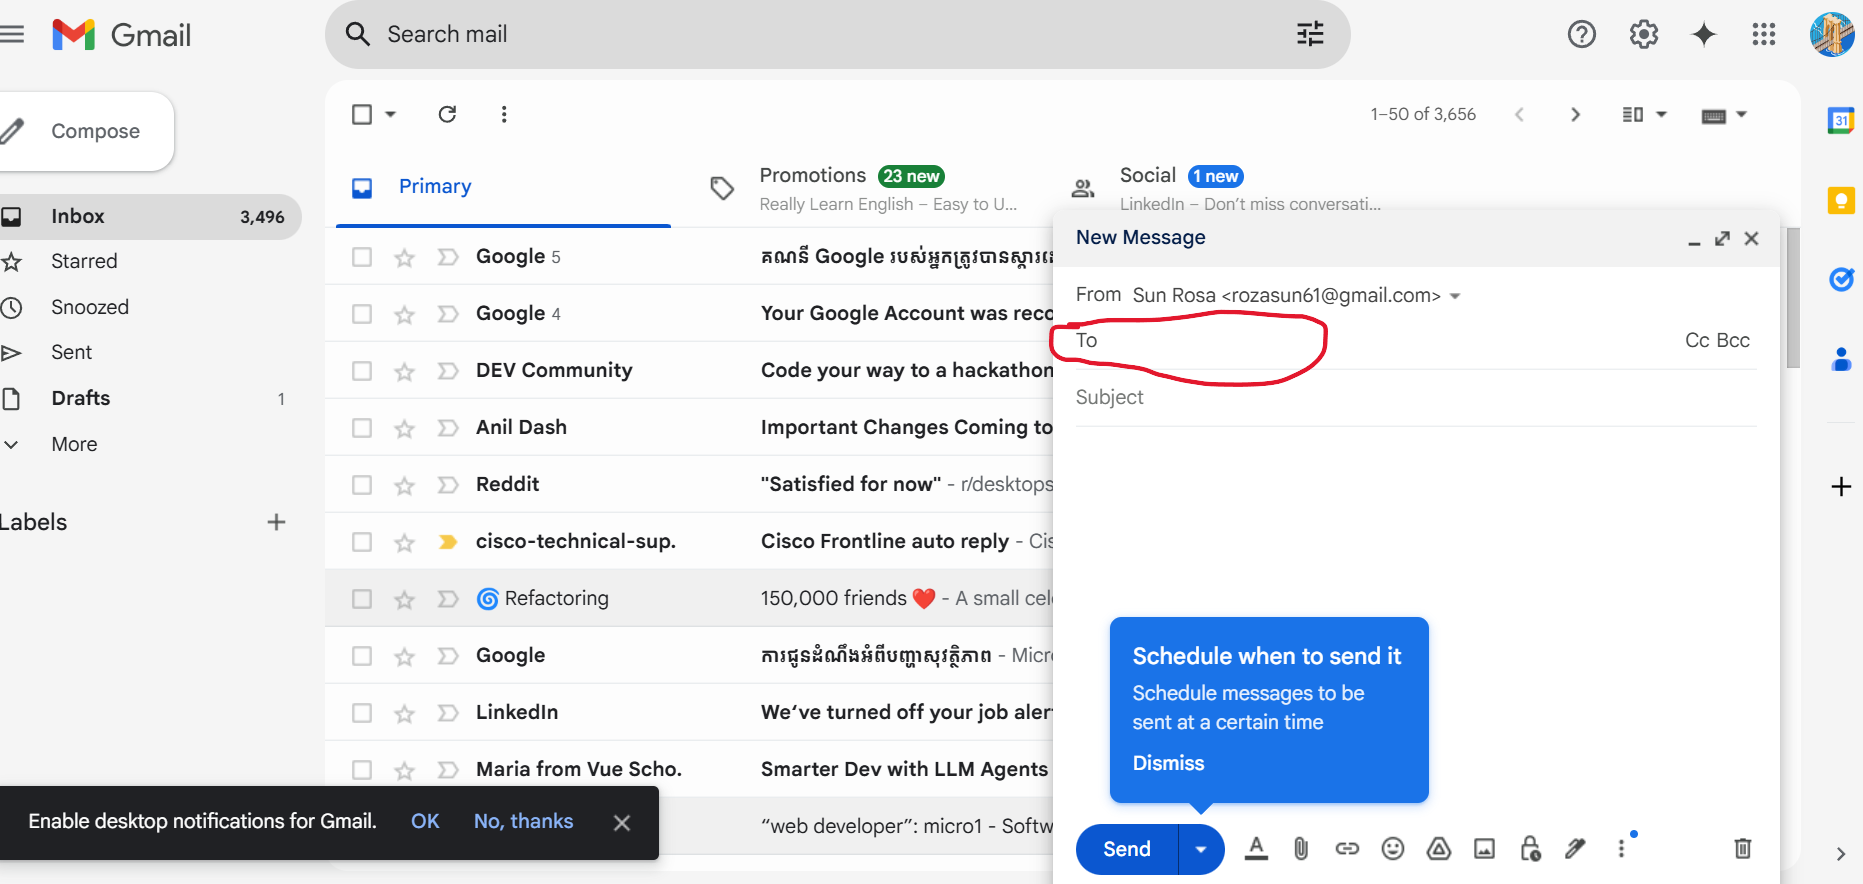 Gmail
Search mail
Compose
Inbox 3,496
Starred
Snoozed
Sent
Drafts 1
More
Labels
1–50 of 3,656
Primary
Promotions 23 new
Really Learn English – Easy to U...
Social 1 new
LinkedIn – Don't miss conversati...
Google 5 គណនី Google របស់អ្នកត្រូវបានស្តារ
Google 4 Your Google Account was reco
DEV Community Code your way to a hackathon
Anil Dash Important Changes Coming to
Reddit "Satisfied for now" - r/desktops
cisco-technical-sup. Cisco Frontline auto reply - Cis
Refactoring 150,000 friends ❤️ - A small cel
Google ការជូនដំណឹងអំពីបញ្ហាសុវត្ថិភាព - Micr
LinkedIn We‘ve turned off your job aler
Maria from Vue Scho. Smarter Dev with LLM Agents
“web developer”: micro1 - Softw
Enable desktop notifications for Gmail. OK No, thanks
New Message
From Sun Rosa <rozasun61@gmail.com>
To Cc Bcc
Subject
Schedule when to send it
Schedule messages to be
sent at a certain time
Dismiss
Send
31